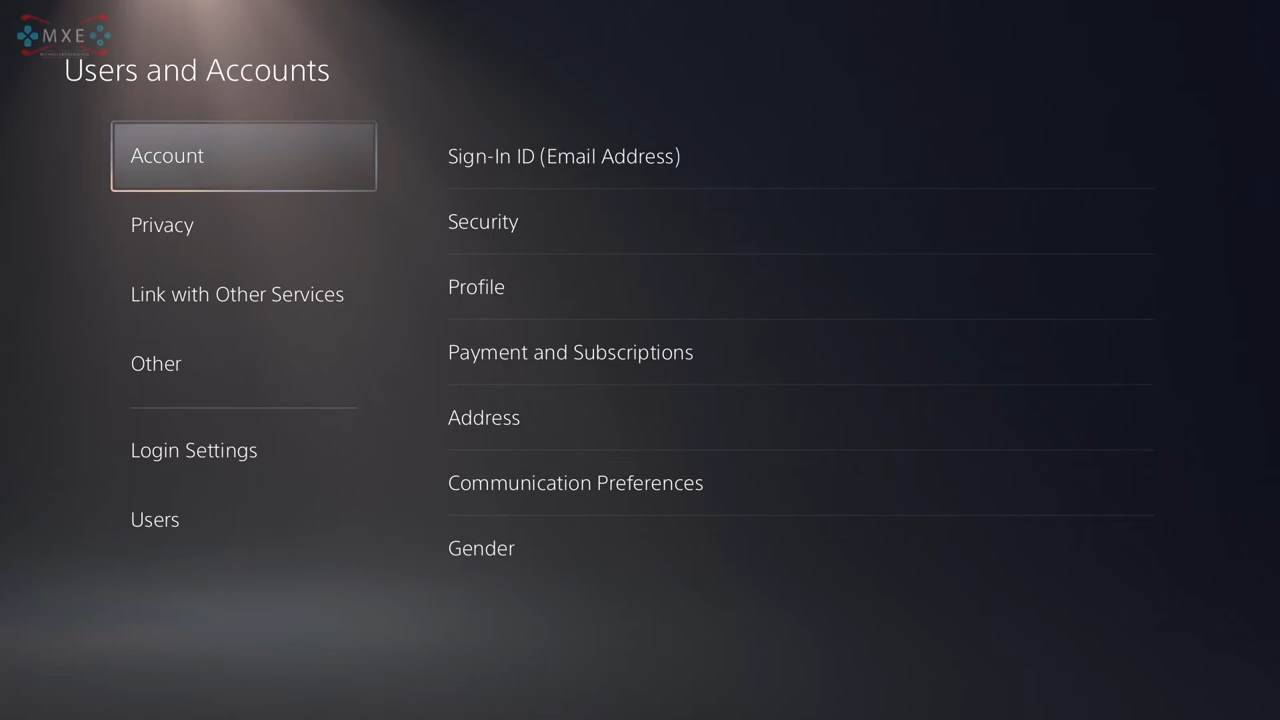 MXE
Users and Accounts
Account
Privacy
Link with Other Services
Other
Login Settings
Users
Sign-In ID (Email Address)
Security
Profile
Payment and Subscriptions
Address
Communication Preferences
Gender